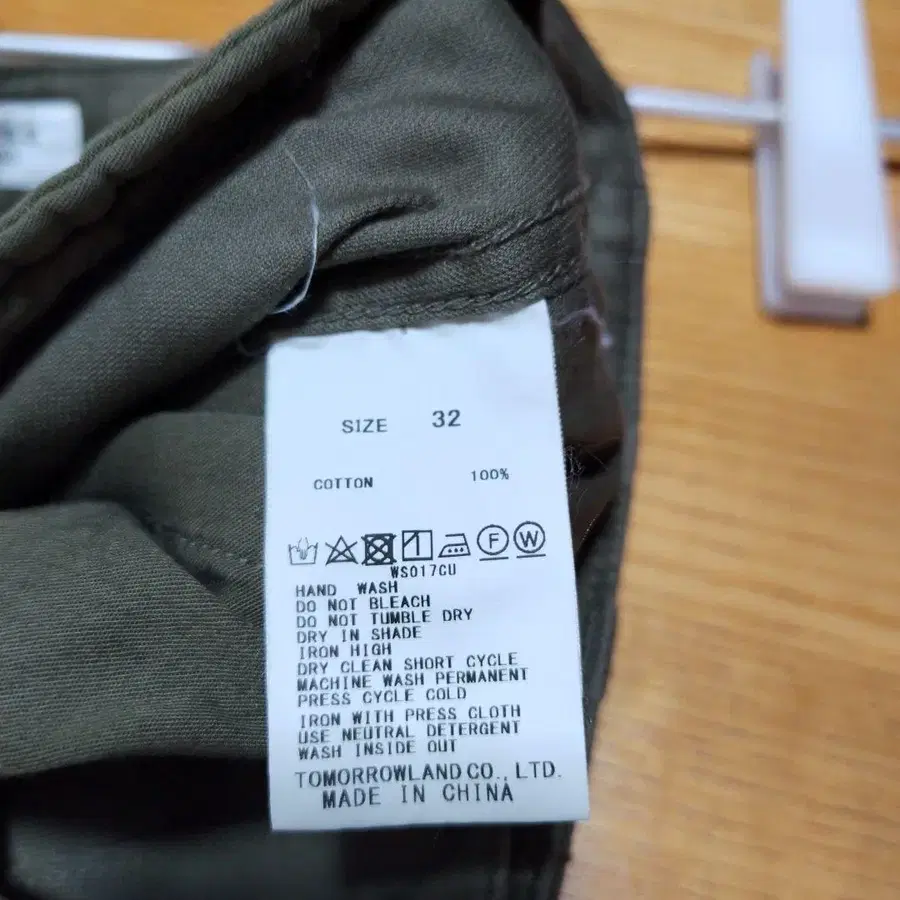 SIZE 32
COTTON 100%
F W
WS017CU
HAND WASH
DO NOT BLEACH
DO NOT TUMBLE DRY
DRY IN SHADE
IRON HIGH
DRY CLEAN SHORT CYCLE
MACHINE WASH PERMANENT
PRESS CYCLE COLD
IRON WITH PRESS CLOTH
USE NEUTRAL DETERGENT
WASH INSIDE OUT
TOMORROWLAND CO., LTD.
MADE IN CHINA